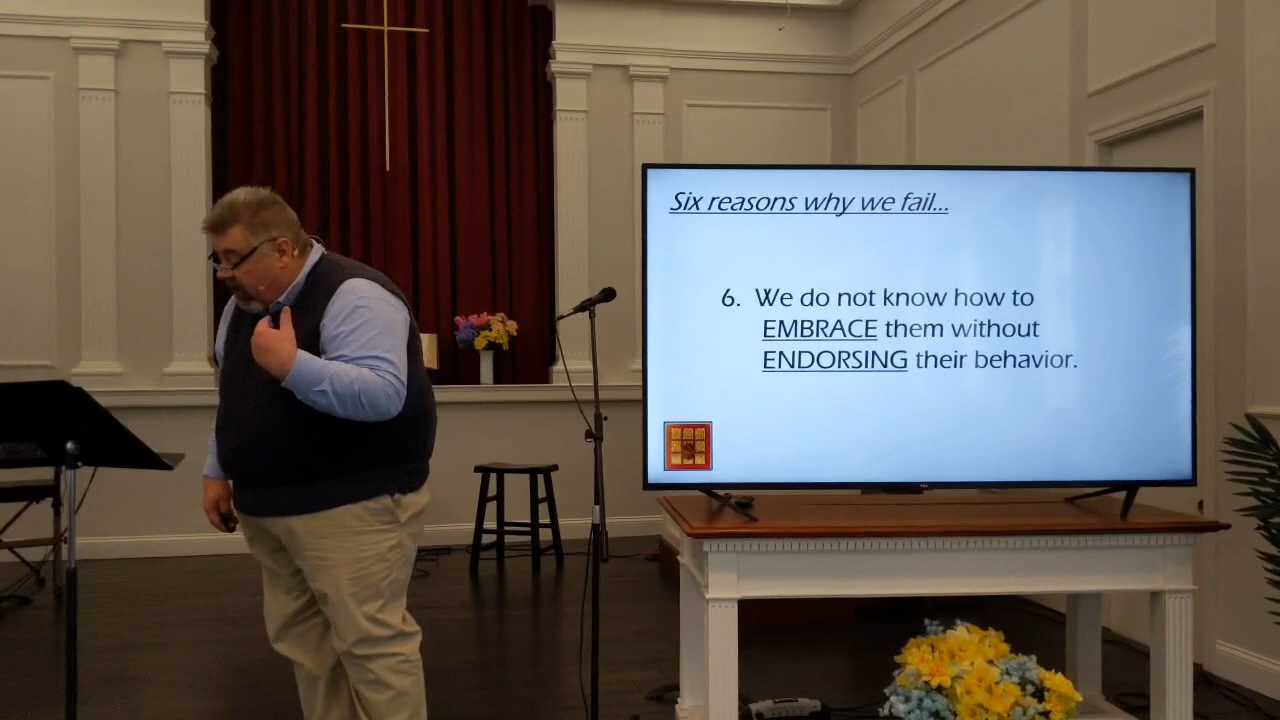 Six reasons why we fail...
6. We do not know how to
EMBRACE them without
ENDORSING their behavior.